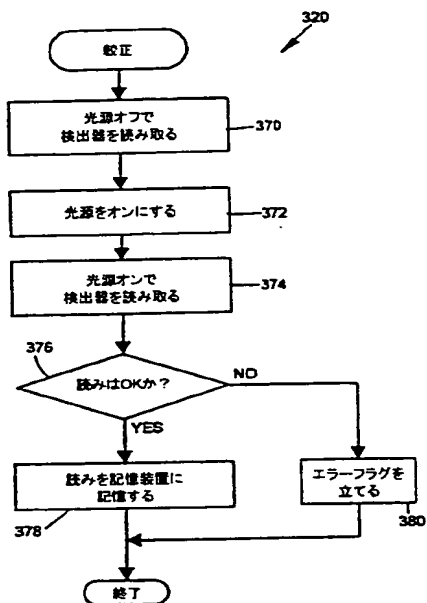 320
較正
光源オフで
検出器を読み取る
370
光源をオンにする
372
光源オンで
検出器を読み取る
374
376
読みはOKか？
NO
YES
読みを記憶装置に
記憶する
378
エラーフラグを
立てる
380
終了